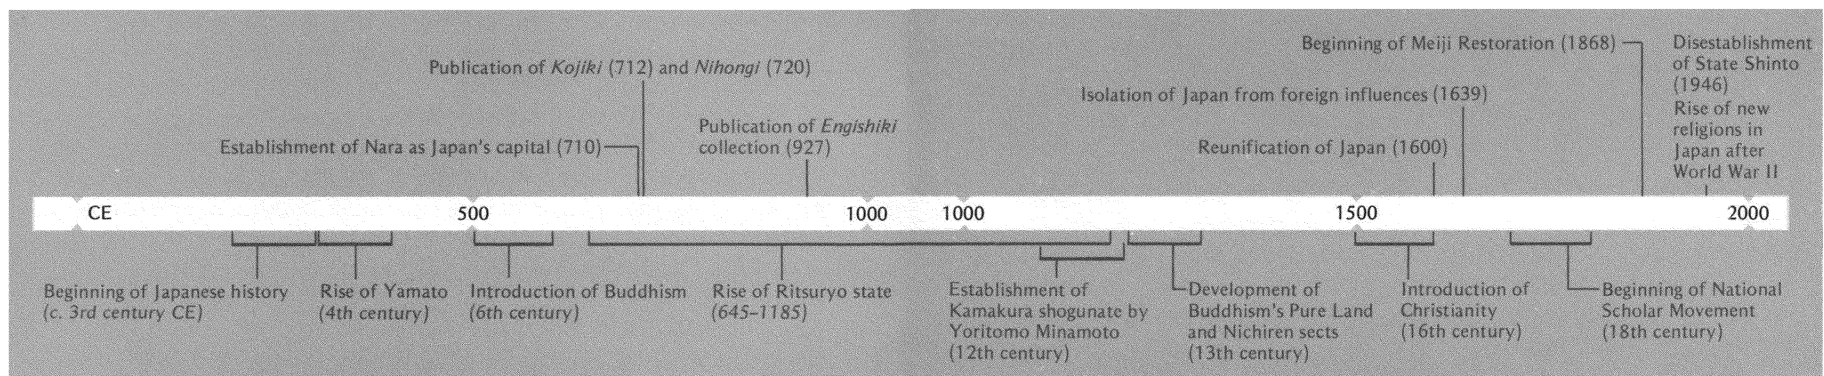 Beginning of Meiji Restoration (1868)
Disestablishment
of State Shinto
(1946)
Rise of new
religions in
Japan after
World War II
Publication of Kojiki (712) and Nihongi (720)
Isolation of Japan from foreign influences (1639)
Publication of Engishiki
collection (927)
Establishment of Nara as Japan's capital (710)
Reunification of Japan (1600)
CE
500
1000
1000
1500
2000
Beginning of Japanese history
(c. 3rd century CE)
Rise of Yamato
(4th century)
Introduction of Buddhism
(6th century)
Rise of Ritsuryo state
(645–1185)
Establishment of
Kamakura shogunate by
Yoritomo Minamoto
(12th century)
Development of
Buddhism's Pure Land
and Nichiren sects
(13th century)
Introduction of
Christianity
(16th century)
Beginning of National
Scholar Movement
(18th century)